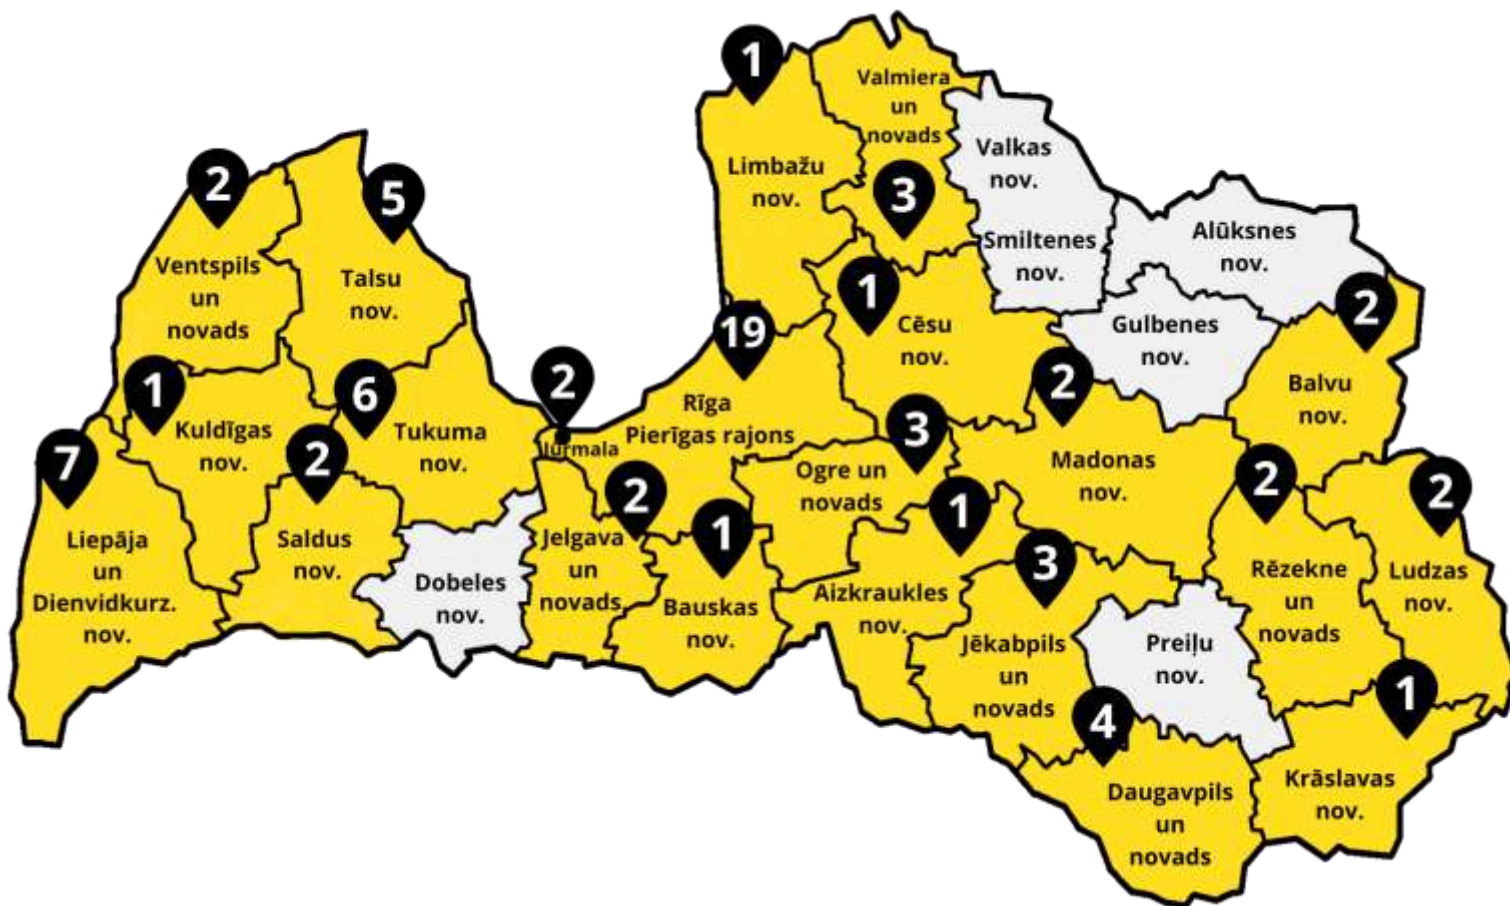 1
Valmiera
un
novads
3
Limbažu
nov.
Valkas
nov.
Smiltenes
nov.
Alūksnes
nov.
2
Ventspils
un
novads
5
Talsu
nov.
1
Cēsu
nov.
Gulbenes
nov.
2
Balvu
nov.
19
Rīga
Pierīgas rajons
2
Jūrmala
1
Kuldīgas
nov.
6
Tukuma
nov.
2
Madonas
nov.
3
Ogre un
novads
7
Liepāja
un
Dienvidkurz.
nov.
2
Saldus
nov.
Dobeles
nov.
2
Jelgava
un
novads
1
Bauskas
nov.
1
Aizkraukles
nov.
3
Jēkabpils
un
novads
Preiļu
nov.
2
Rēzekne
un
novads
2
Ludzas
nov.
4
Daugavpils
un
novads
1
Krāslavas
nov.